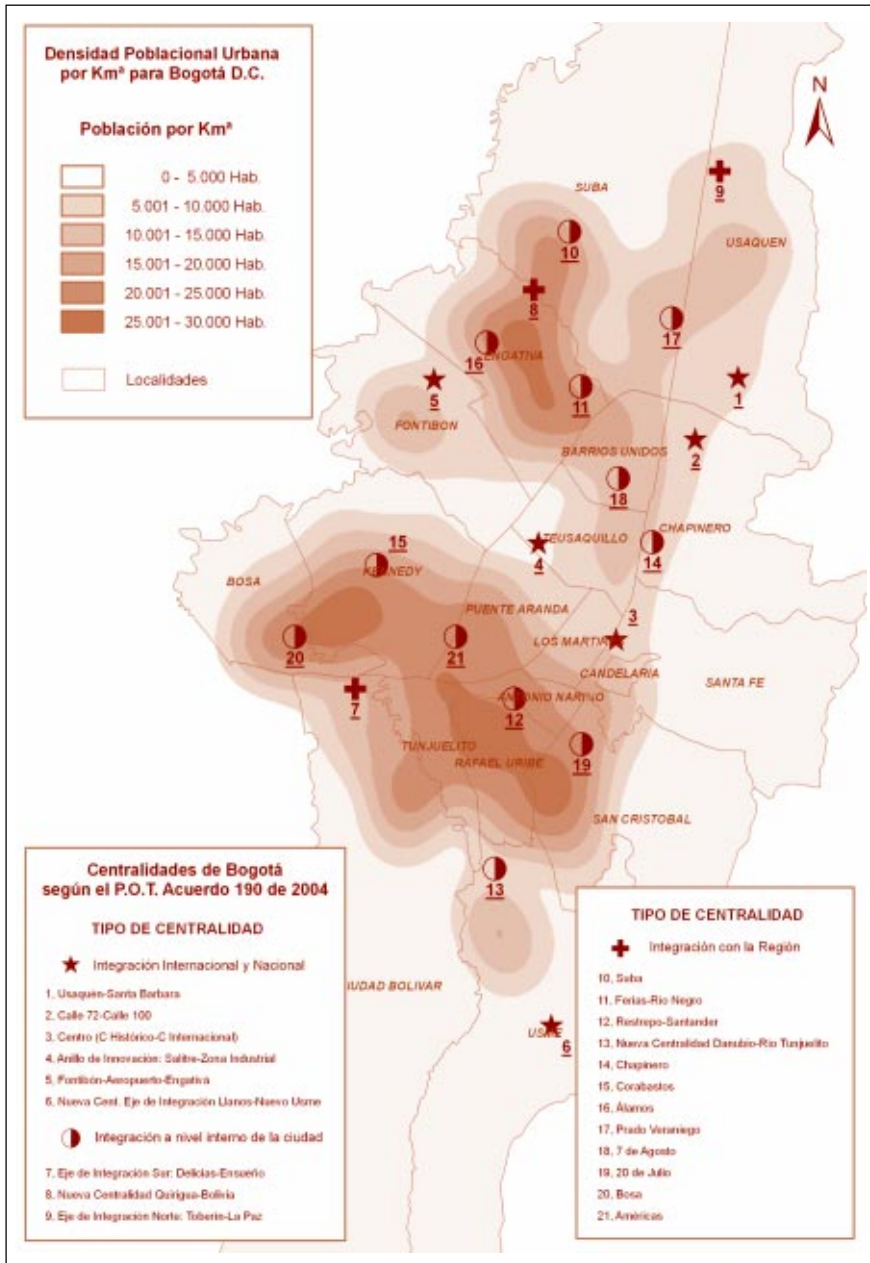 Densidad Poblacional Urbana
por Kmª para Bogotá D.C.
Población por Kmª
0 - 5.000 Hab.
5.001 - 10.000 Hab.
10.001 - 15.000 Hab.
15.001 - 20.000 Hab.
20.001 - 25.000 Hab.
25.001 - 30.000 Hab.
Localidades
N
SUBA
9
USAQUEN
10
8
17
16
ENGATIVA
5
11
1
FONTIBON
2
BARRIOS UNIDOS
18
CHAPINERO
TEUSAQUILLO
15
4
14
KENNEDY
BOSA
PUENTE ARANDA
3
LOS MARTIR
20
21
CANDELARIA
SANTA FE
7
ANTONIO NARIÑO
12
TUNJUELITO
19
RAFAEL URIBE
SAN CRISTOBAL
13
IUDAD BOLIVAR
USME
6
Centralidades de Bogotá
según el P.O.T. Acuerdo 190 de 2004
TIPO DE CENTRALIDAD
Integración Internacional y Nacional
1, Usaquén-Santa Barbara
2, Calle 72-Calle 100
3, Centro (C Histórico-C Internacional)
4, Anillo de Innovación: Salitre-Zona Industrial
5, Fontibón-Aeropuerto-Engativa
6, Nueva Cent. Eje de Integración Llanos-Nuevo Usme
Integración a nivel interno de la ciudad
7, Eje de Integración Sur: Delicias-Ensueño
8, Nueva Centralidad Quirigua-Bolivia
9, Eje de Integración Norte: Toberin-La Paz
TIPO DE CENTRALIDAD
Integración con la Región
10, Suba
11, Ferias-Rio Negro
12, Restrepo-Santander
13, Nueva Centralidad Danubio-Río Tunjuelito
14, Chapinero
15, Corabastos
16, Álamos
17, Prado Veraniego
18, 7 de Agosto
19, 20 de Julio
20, Bosa
21, Américas